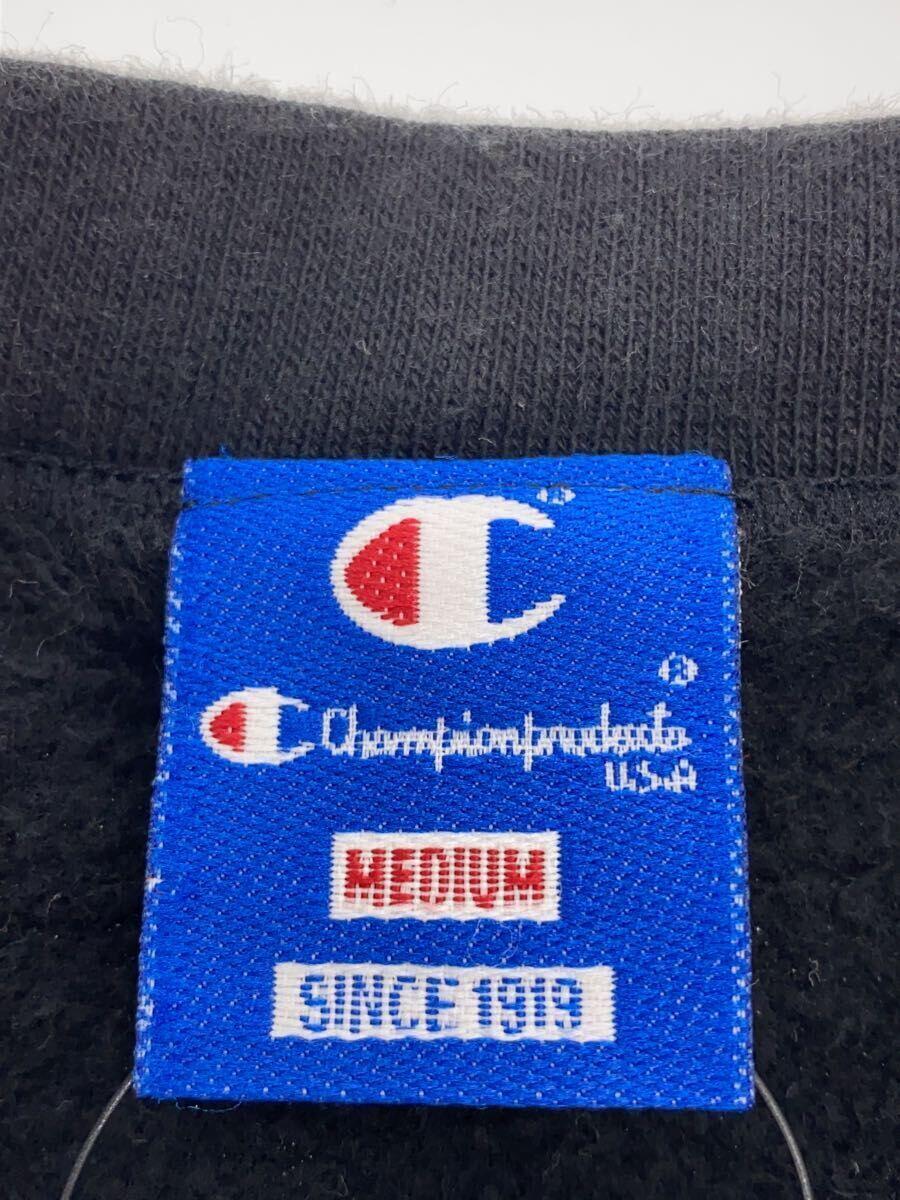 C®
C Championproducts®
U.S.A
MEDIUM
SINCE 1919